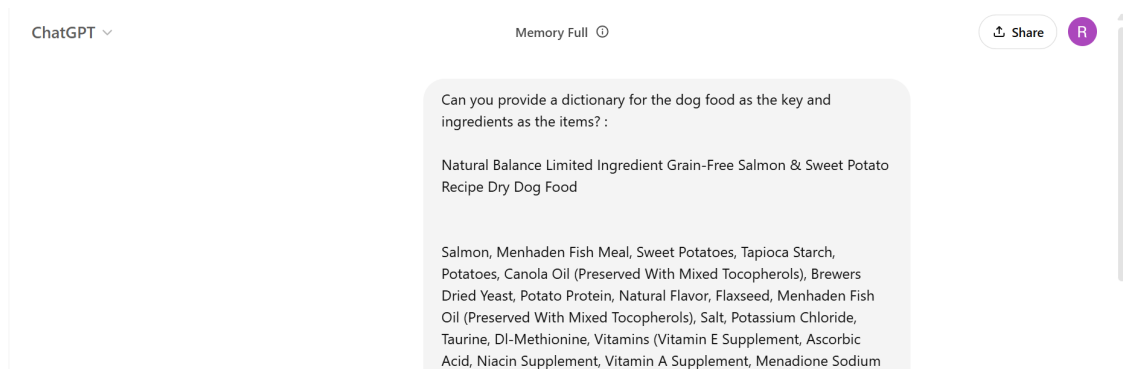 ChatGPT
Memory Full
Share
R
Can you provide a dictionary for the dog food as the key and
ingredients as the items? :
Natural Balance Limited Ingredient Grain-Free Salmon & Sweet Potato
Recipe Dry Dog Food
Salmon, Menhaden Fish Meal, Sweet Potatoes, Tapioca Starch,
Potatoes, Canola Oil (Preserved With Mixed Tocopherols), Brewers
Dried Yeast, Potato Protein, Natural Flavor, Flaxseed, Menhaden Fish
Oil (Preserved With Mixed Tocopherols), Salt, Potassium Chloride,
Taurine, Dl-Methionine, Vitamins (Vitamin E Supplement, Ascorbic
Acid, Niacin Supplement, Vitamin A Supplement, Menadione Sodium